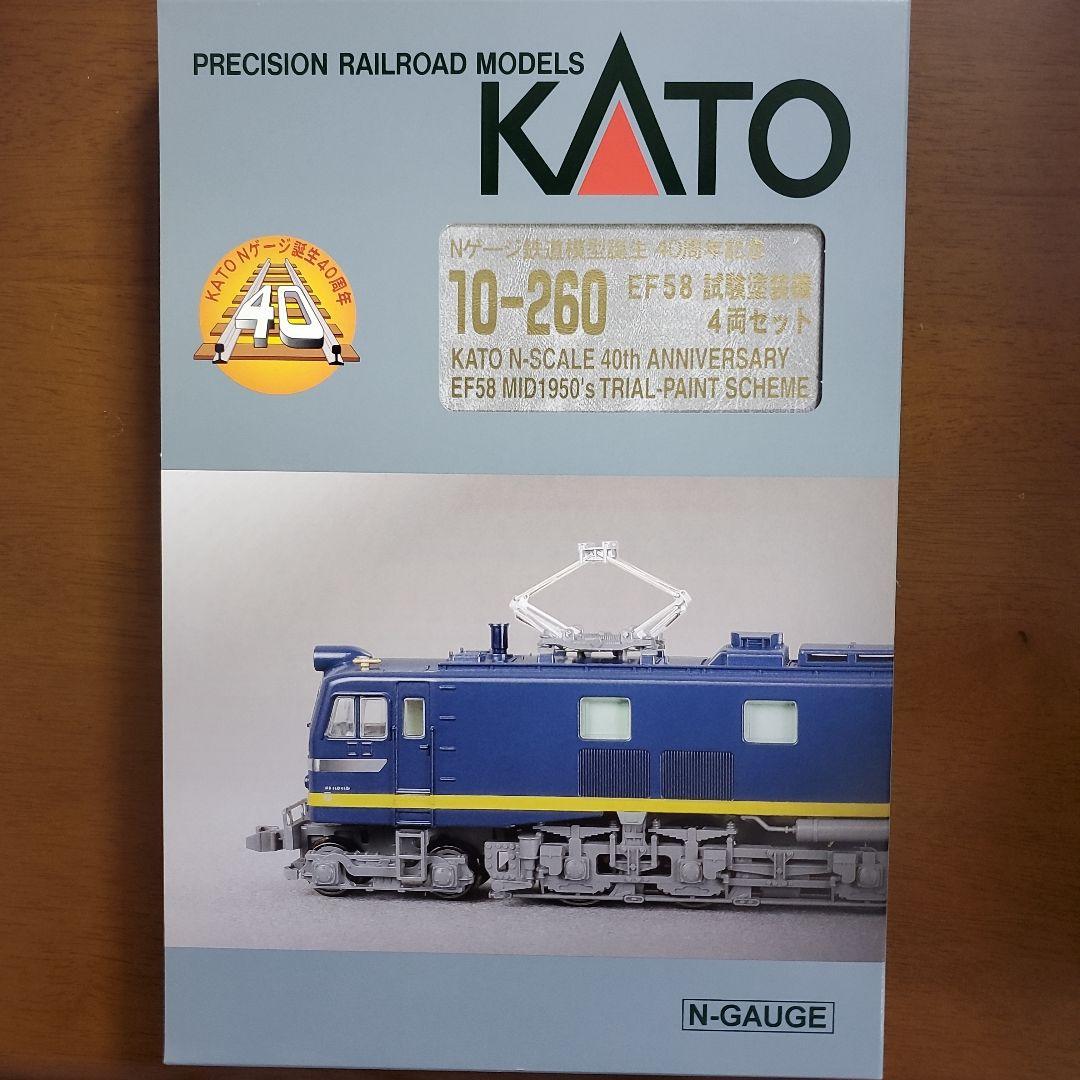 PRECISION RAILROAD MODELS
KATO
KATO Nゲージ誕生40周年
40
Nゲージ鉄道模型誕生 40周年記念
10-260
EF58 試験塗装機
4両セット
KATO N-SCALE 40th ANNIVERSARY
EF58 MID1950's TRIAL-PAINT SCHEME
N-GAUGE